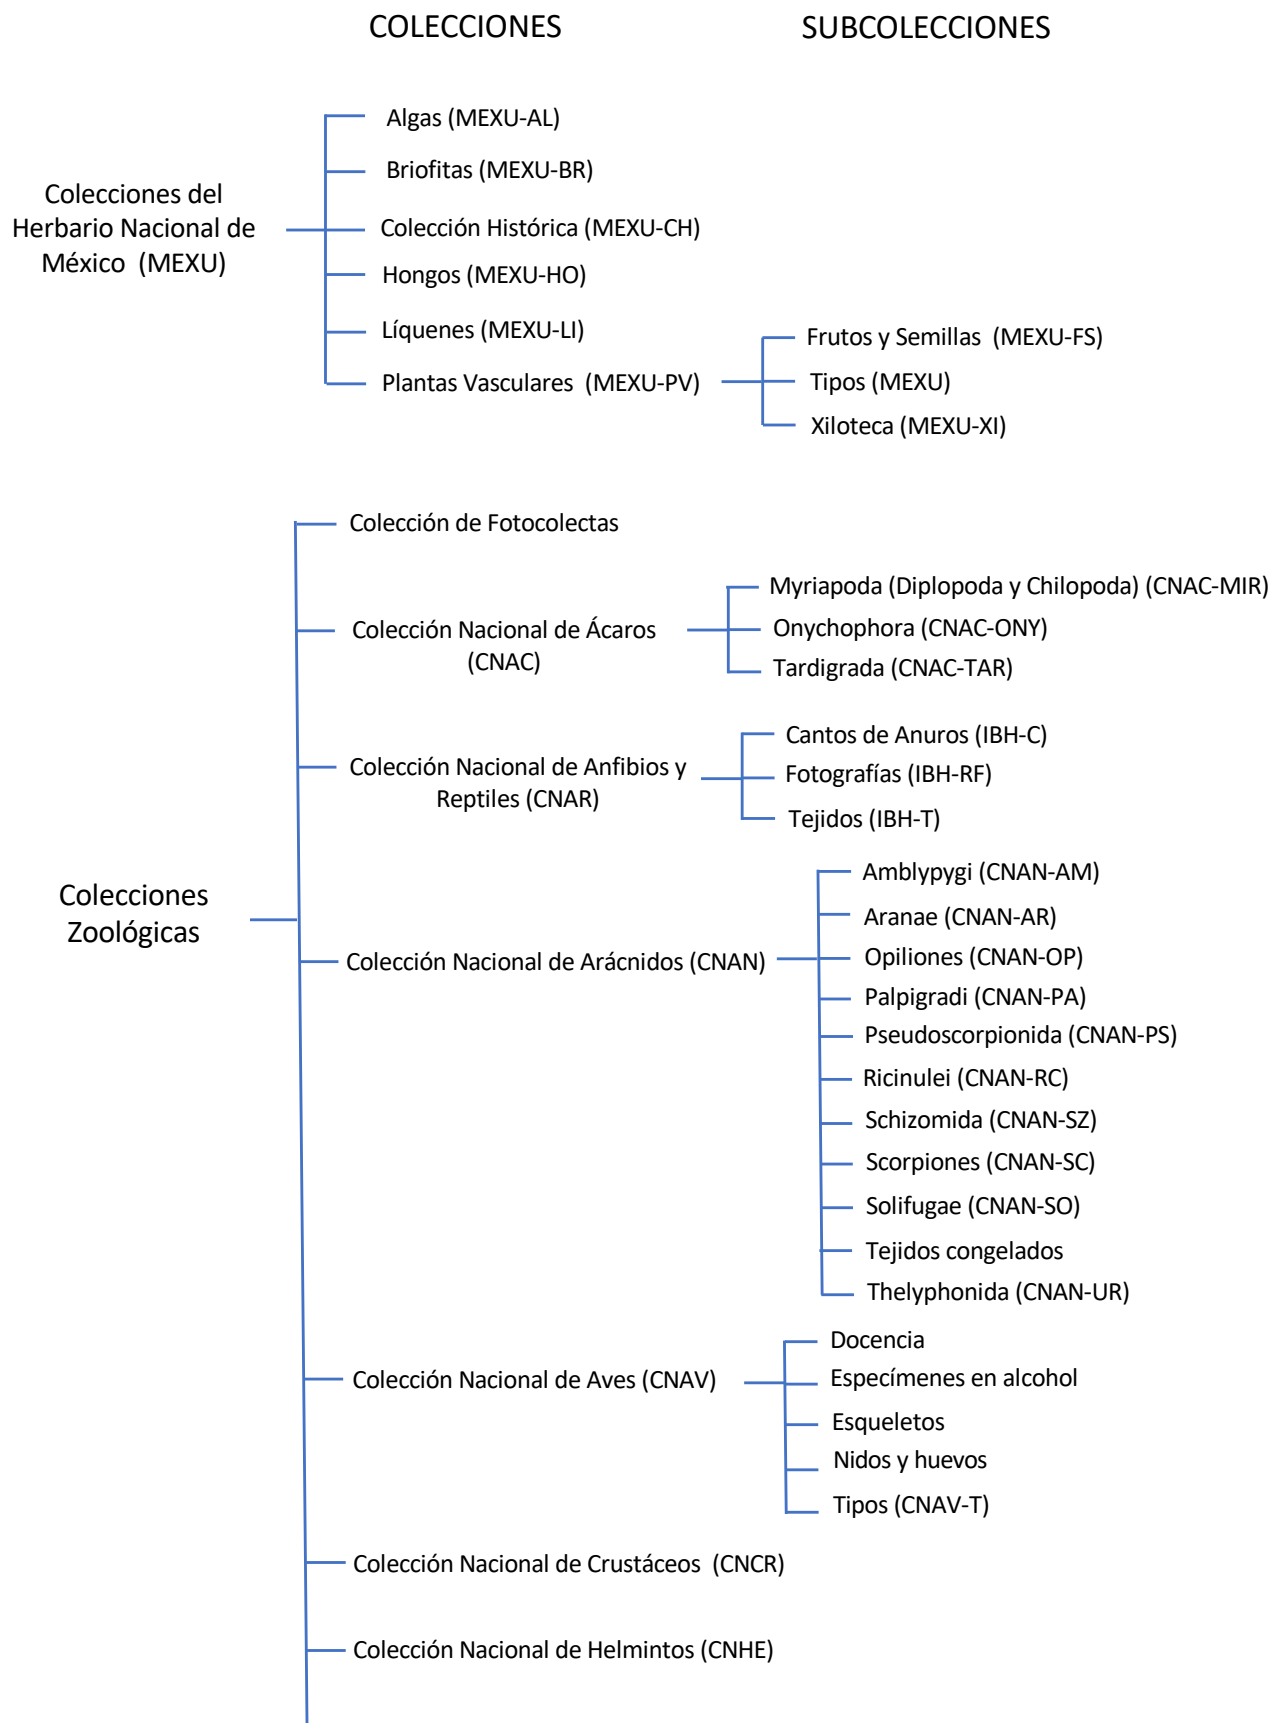 COLECCIONES
SUBCOLECCIONES
Colecciones del
Herbario Nacional de
México (MEXU)
Algas (MEXU-AL)
Briofitas (MEXU-BR)
Colección Histórica (MEXU-CH)
Hongos (MEXU-HO)
Líquenes (MEXU-LI)
Plantas Vasculares (MEXU-PV)
Frutos y Semillas (MEXU-FS)
Tipos (MEXU)
Xiloteca (MEXU-XI)
Colecciones
Zoológicas
Colección de Fotocolectas
Colección Nacional de Ácaros
(CNAC)
Myriapoda (Diplopoda y Chilopoda) (CNAC-MIR)
Onychophora (CNAC-ONY)
Tardigrada (CNAC-TAR)
Colección Nacional de Anfibios y
Reptiles (CNAR)
Cantos de Anuros (IBH-C)
Fotografías (IBH-RF)
Tejidos (IBH-T)
Colección Nacional de Arácnidos (CNAN)
Amblypygi (CNAN-AM)
Aranae (CNAN-AR)
Opiliones (CNAN-OP)
Palpigradi (CNAN-PA)
Pseudoscorpionida (CNAN-PS)
Ricinulei (CNAN-RC)
Schizomida (CNAN-SZ)
Scorpiones (CNAN-SC)
Solifugae (CNAN-SO)
Tejidos congelados
Thelyphonida (CNAN-UR)
Colección Nacional de Aves (CNAV)
Docencia
Especímenes en alcohol
Esqueletos
Nidos y huevos
Tipos (CNAV-T)
Colección Nacional de Crustáceos (CNCR)
Colección Nacional de Helmintos (CNHE)